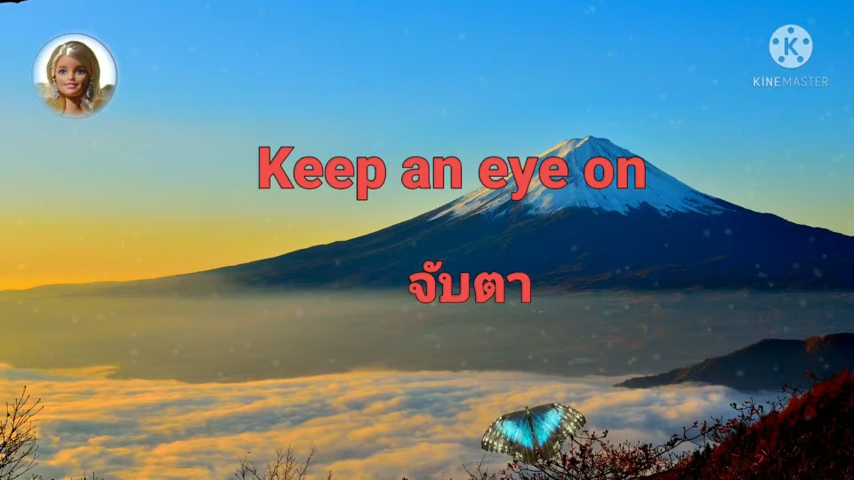 KINEMASTER
Keep an eye on
จับตา